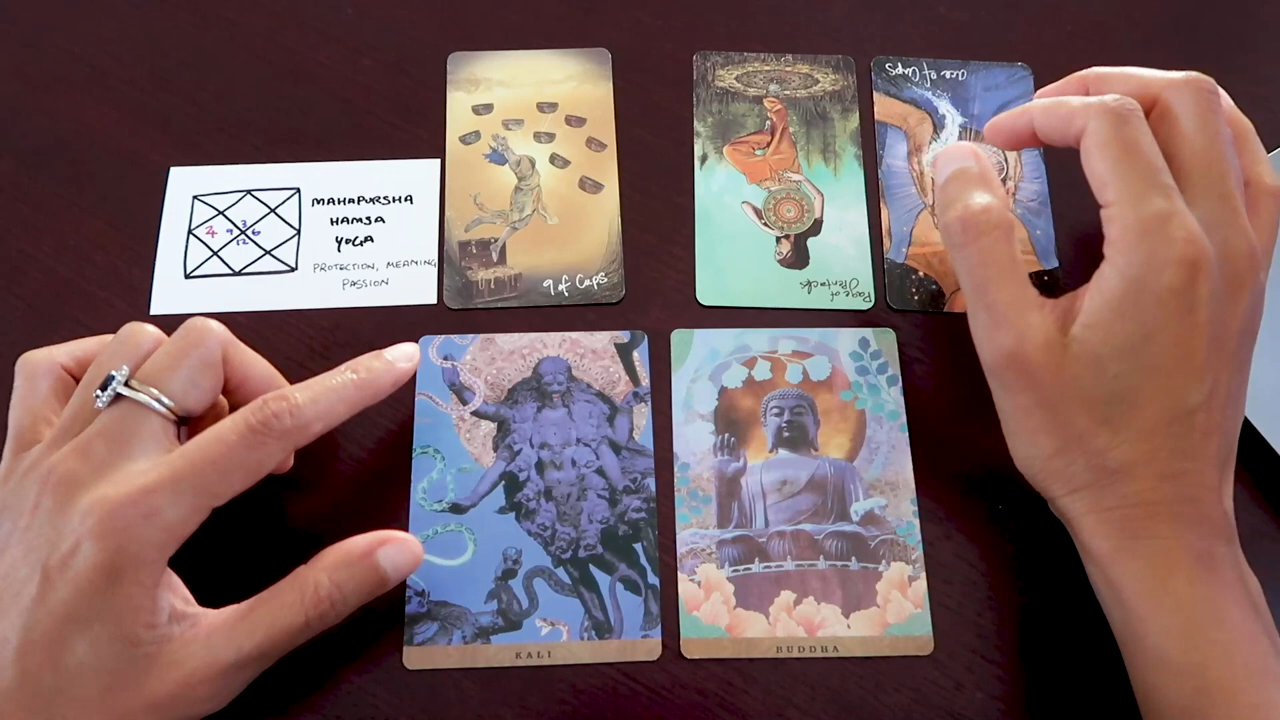 MAHAPURSHA
HAMSA
YOGA
PROTECTION, MEANING
PASSION
3
4 9 6
12
9 of Cups
Page of
Pentacles
ace of Cups
KALI
BUDDHA